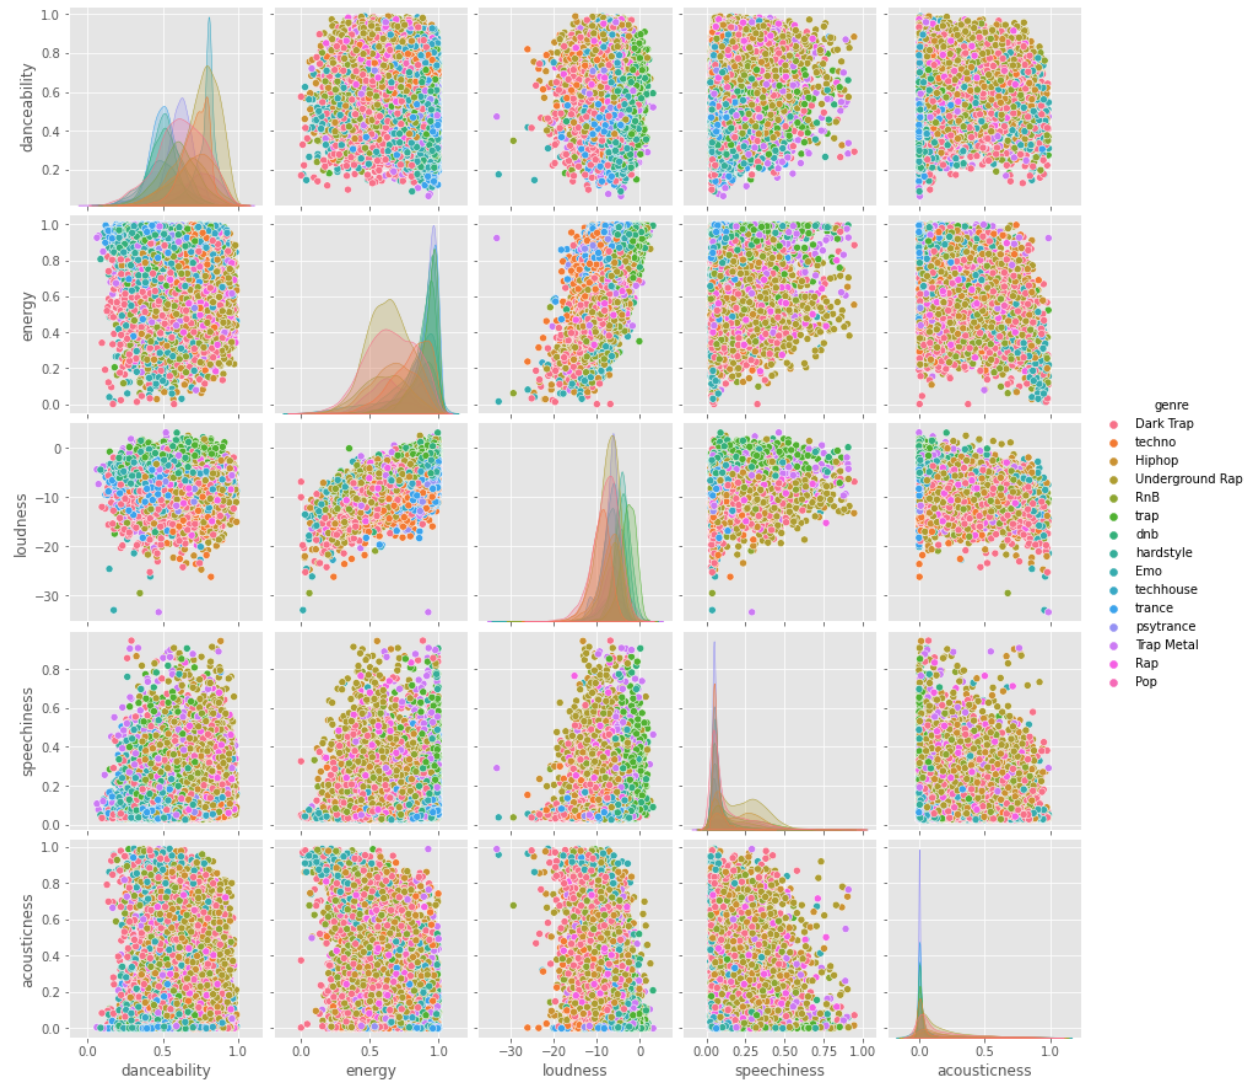 1.0
0.8
0.6
0.4
0.2
danceability
1.0
0.8
0.6
0.4
0.2
0.0
energy
0
−10
−20
−30
loudness
0.8
0.6
0.4
0.2
0.0
speechiness
1.0
0.8
0.6
0.4
0.2
0.0
acousticness
0.0 0.5 1.0
danceability
0.0 0.5 1.0
energy
−30 −20 −10 0
loudness
0.00 0.25 0.50 0.75 1.00
speechiness
0.0 0.5 1.0
acousticness
genre
Dark Trap
techno
Hiphop
Underground Rap
RnB
trap
dnb
hardstyle
Emo
techhouse
trance
psytrance
Trap Metal
Rap
Pop